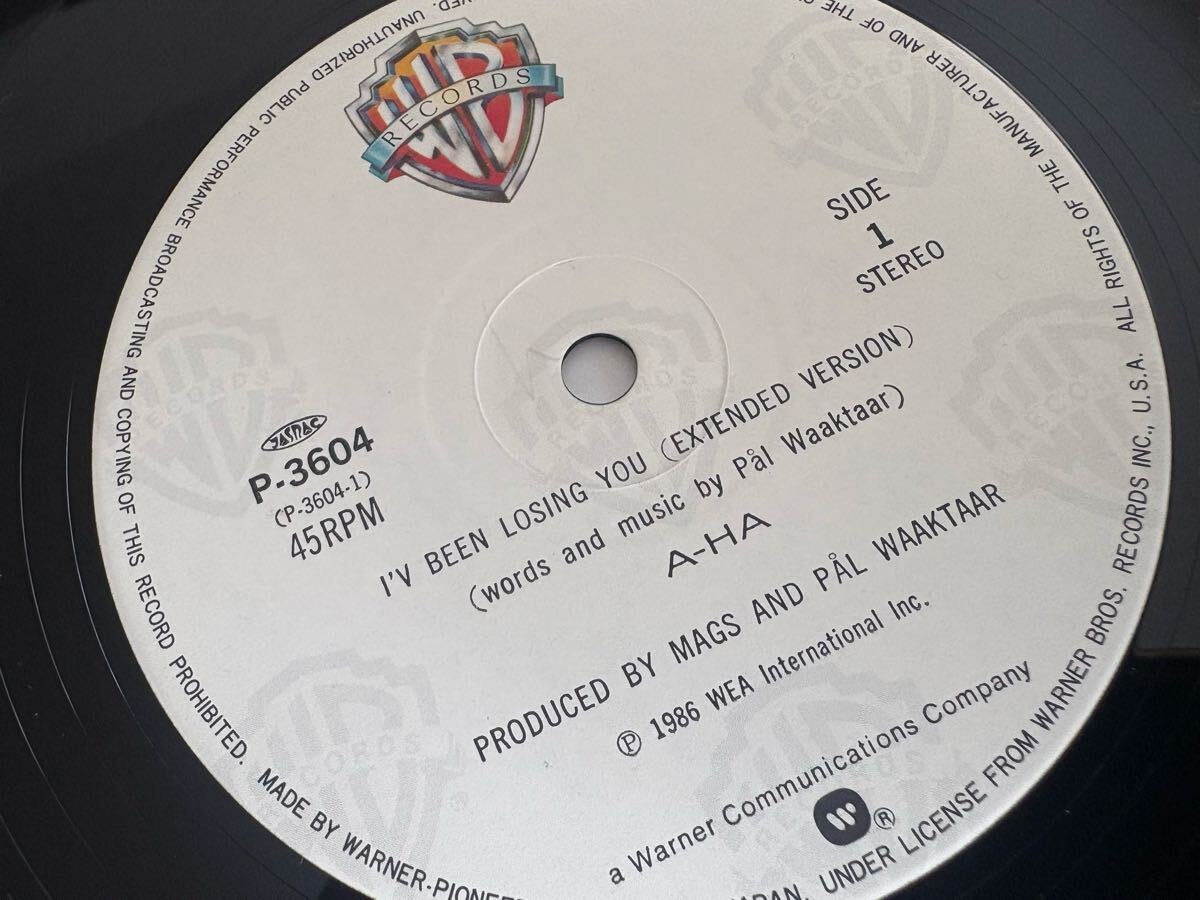 WB
RECORDS
SIDE
1
STEREO
JASRAC
P-3604
(P-3604-1)
45RPM
I'V BEEN LOSING YOU (EXTENDED VERSION)
(words and music by Pål Waaktaar)
A-HA
PRODUCED BY MAGS AND PÅL WAAKTAAR
Ⓟ 1986 WEA International Inc.
a Warner Communications Company
W®
ALL RIGHTS OF THE MANUFACTURER AND OF THE
UNAUTHORIZED PUBLIC PERFORMANCE BROADCASTING AND COPYING OF THIS RECORD PROHIBITED. MADE BY WARNER-PIONE
UNDER LICENSE FROM WARNER BROS. RECORDS INC., U.S.A.